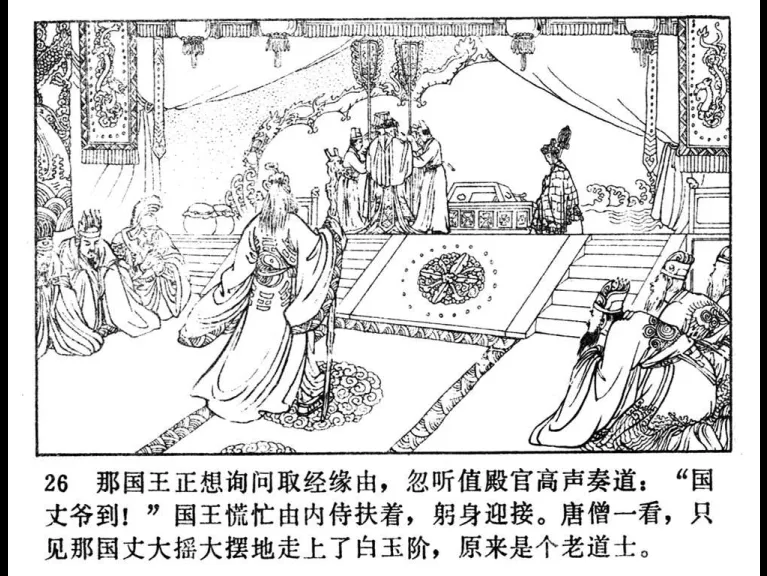 26 那国王正想询问取经缘由，忽听值殿官高声奏道：“国
丈爷到！”国王慌忙由内侍扶着，躬身迎接。唐僧一看，只
见那国丈大摇大摆地走上了白玉阶，原来是个老道士。